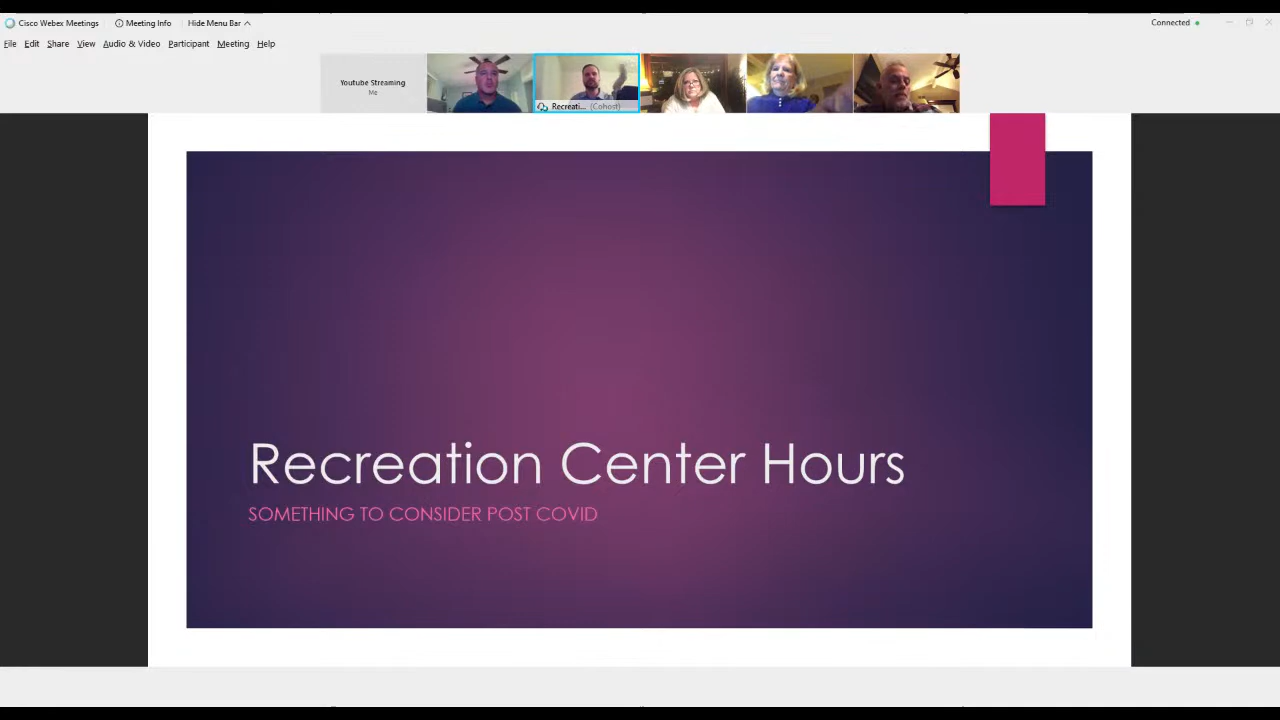 Cisco Webex Meetings Meeting Info Hide Menu Bar Connected
File Edit Share View Audio & Video Participant Meeting Help
Youtube Streaming
Me
Recreati... (Cohost)
Recreation Center Hours
SOMETHING TO CONSIDER POST COVID